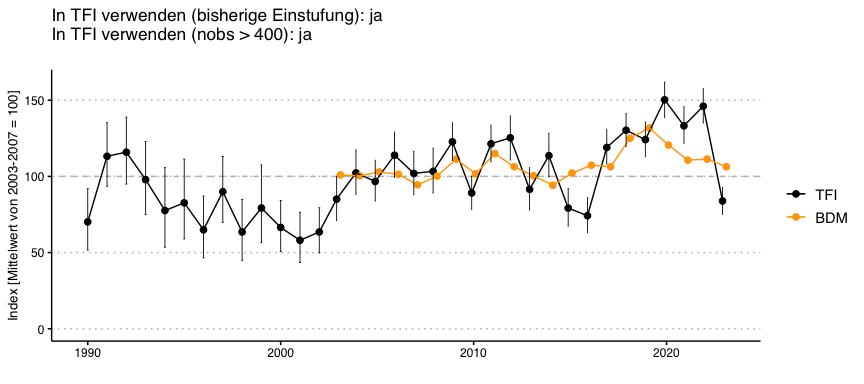 In TFI verwenden (bisherige Einstufung): ja
In TFI verwenden (nobs > 400): ja
Index [Mittelwert von 2003-2007 = 100]
150
100
50
0
1990
2000
2010
2020
TFI
BDM